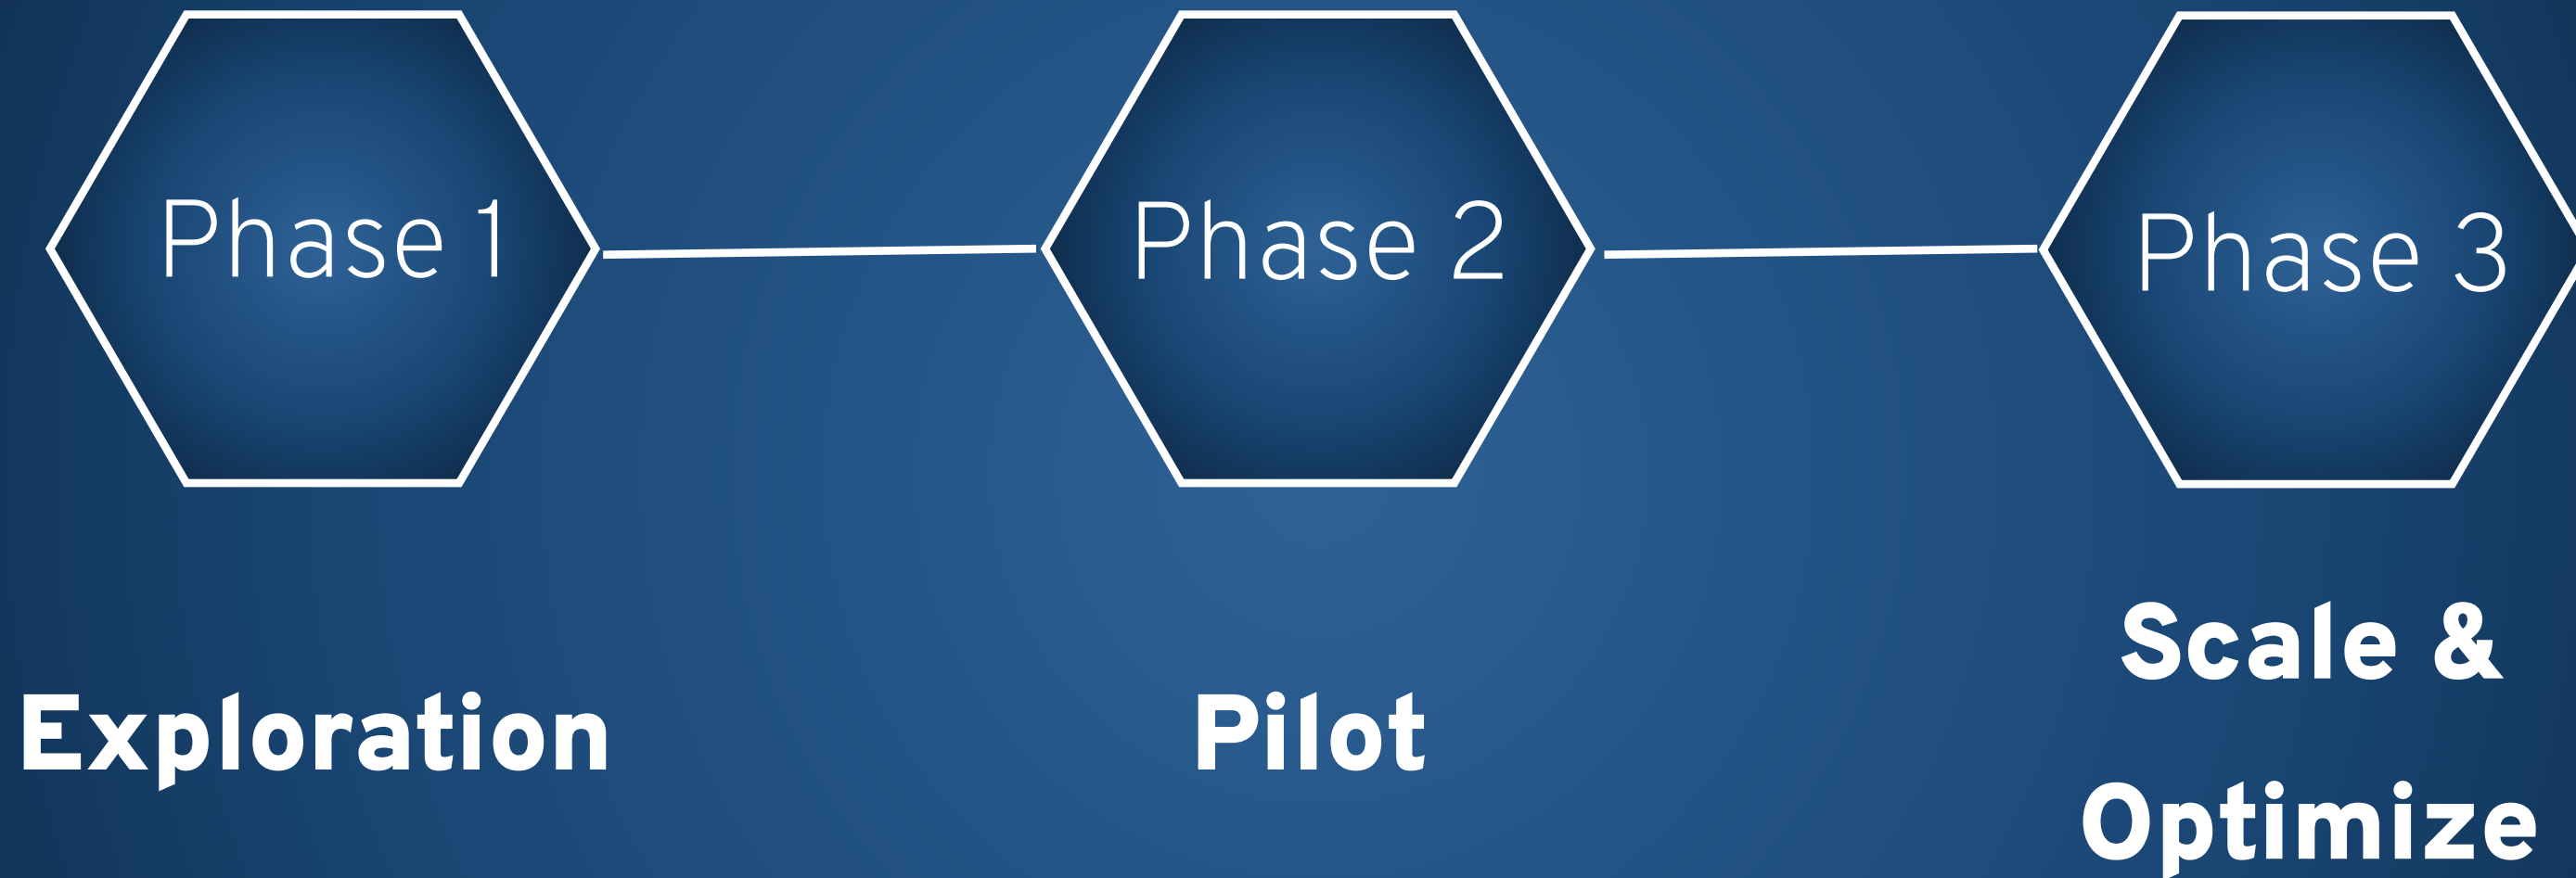 Phase 1
Phase 2
Phase 3
Exploration
Pilot
Scale &
Optimize